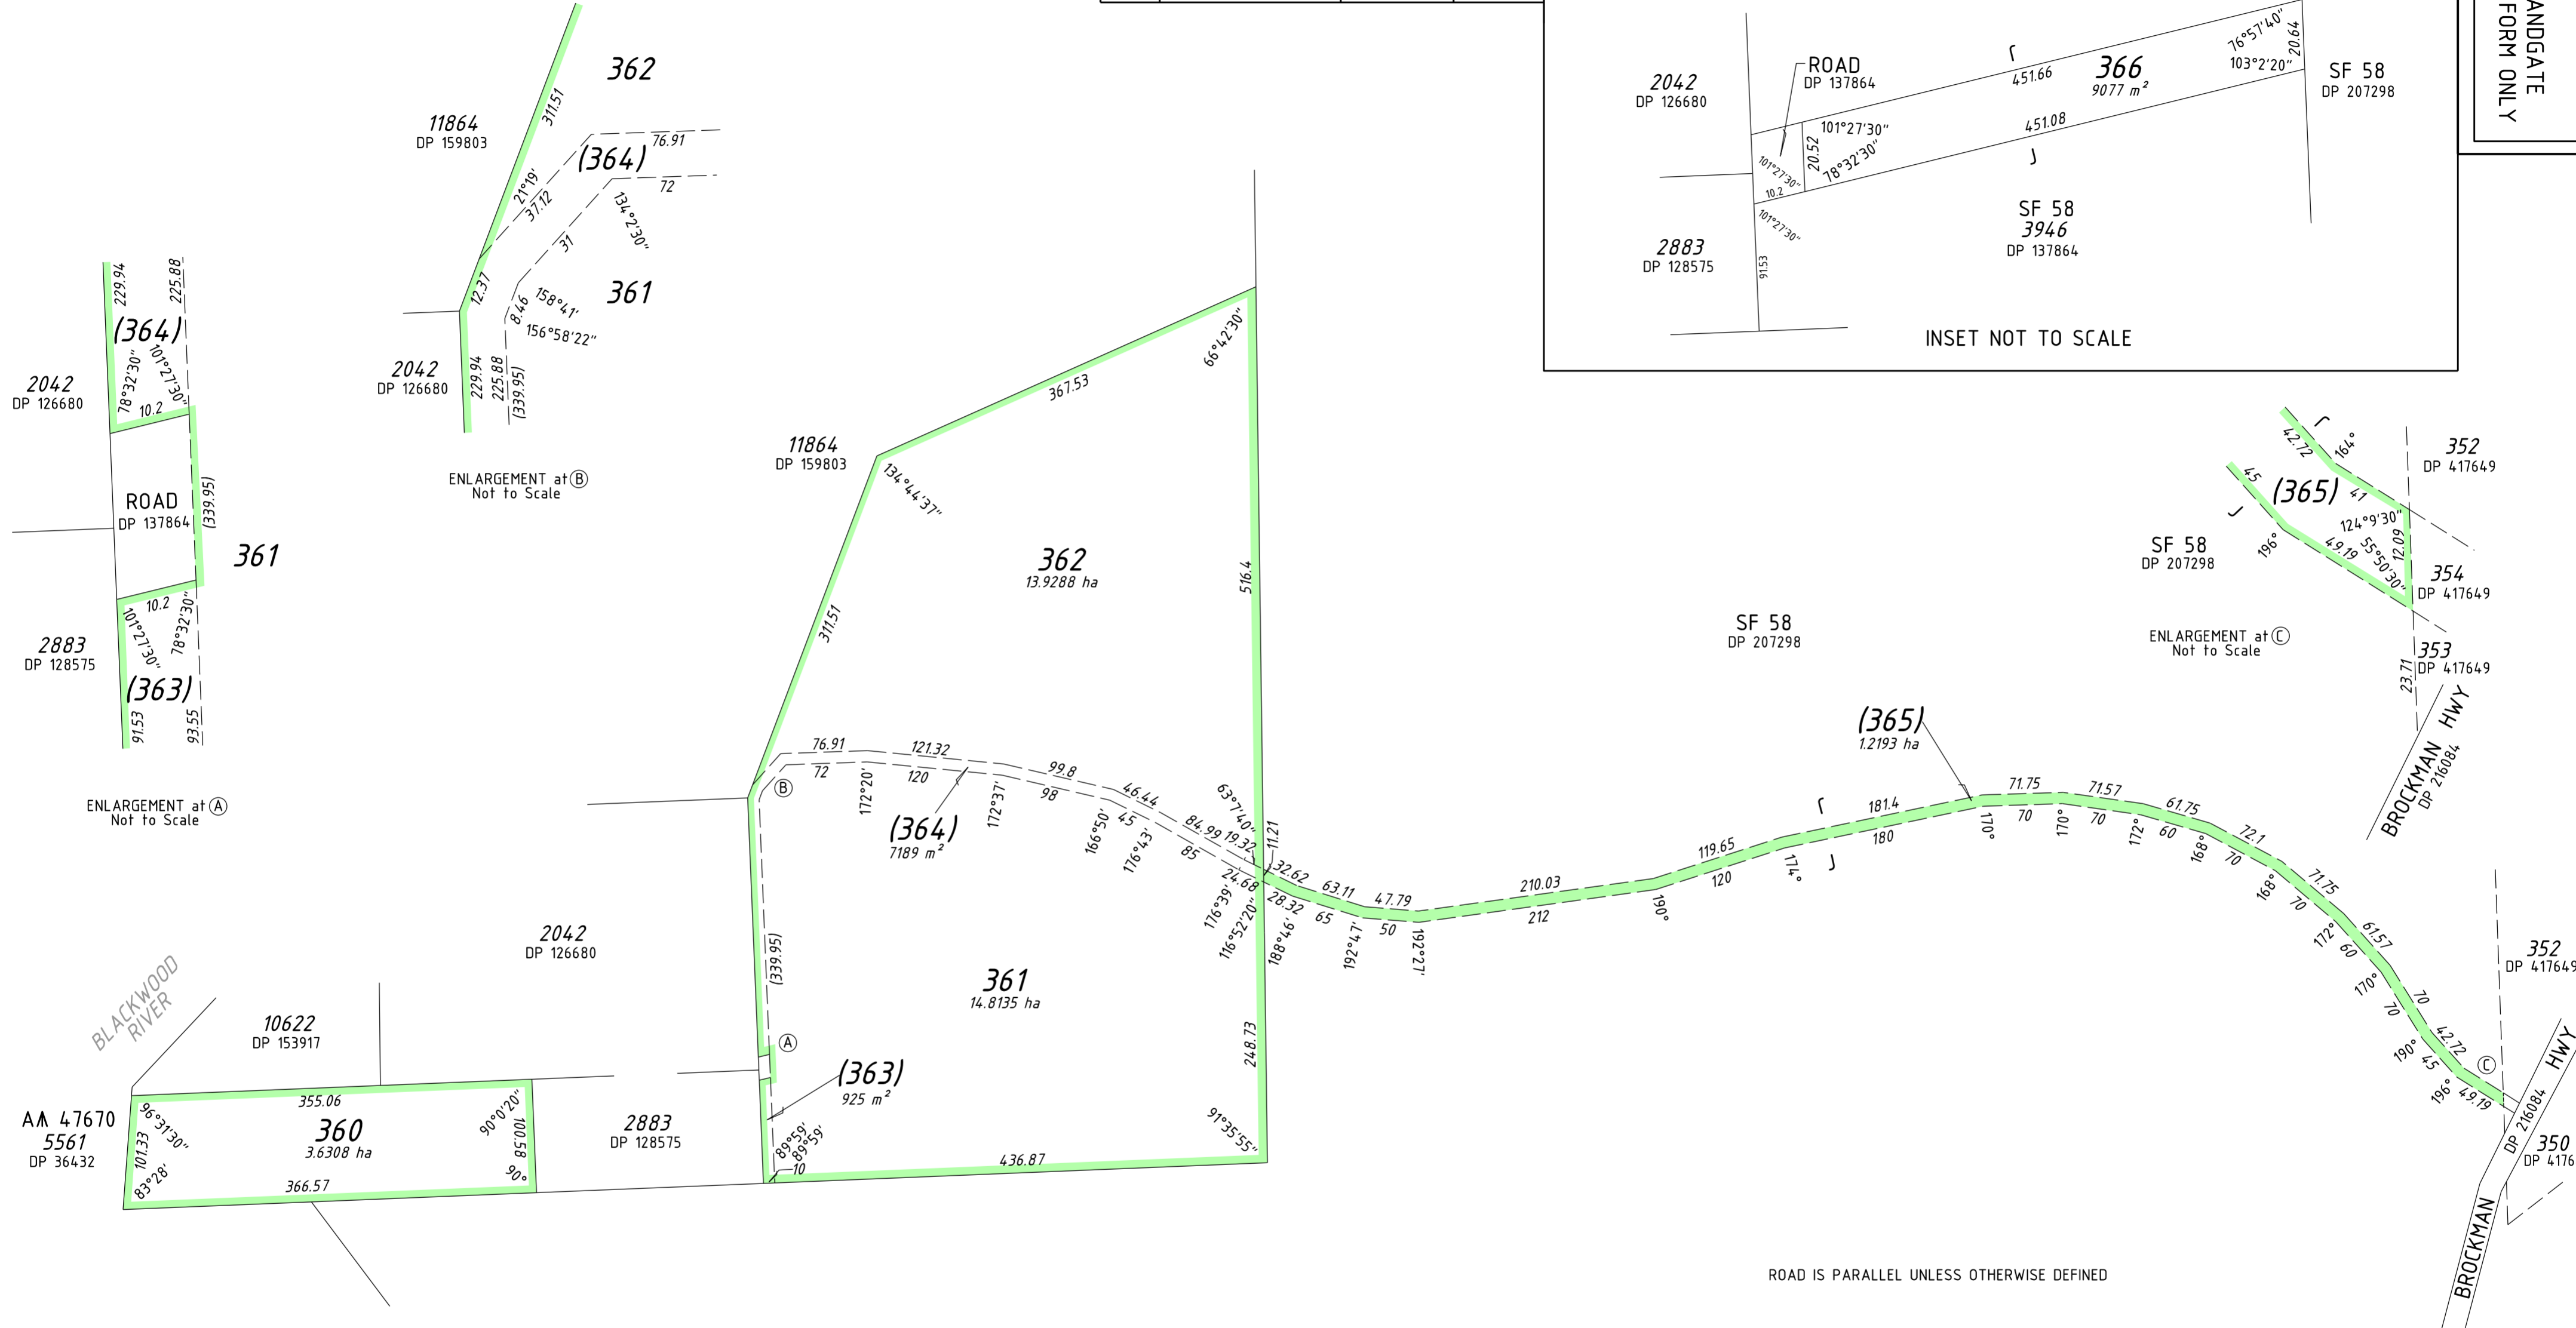 362
311.51
11864
DP 159803
(364)
76.91
72
21°19'
37.12
134°2'30"
31
12.37
8.46
158°41'
156°58'22"
361
2042
DP 126680
229.94
225.88
(339.95)
ENLARGEMENT at B
Not to Scale
229.94
225.88
(364)
78°32'30"
101°27'30"
10.2
2042
DP 126680
ROAD
DP 137864
(339.95)
361
10.2
101°27'30"
78°32'30"
2883
DP 128575
(363)
91.53
93.55
ENLARGEMENT at A
Not to Scale
2042
DP 126680
ROAD
DP 137864
451.66
366
9077 m²
76°57'40"
103°2'20"
20.64
SF 58
DP 207298
101°27'30"
20.52
78°32'30"
451.08
101°27'30"
10.2
101°27'30"
SF 58
3946
DP 137864
2883
DP 128575
91.53
INSET NOT TO SCALE
ANDGATE
FORM ONLY
42.72
164°
352
DP 417649
45
(365)
41
124°9'30"
12.09
196°
49.19
55°50'30"
SF 58
DP 207298
354
DP 417649
ENLARGEMENT at C
Not to Scale
353
DP 417649
23.71
BROCKMAN HWY
DP 216084
66°42'30"
367.53
11864
DP 159803
134°44'37"
362
13.9288 ha
516.4
311.51
SF 58
DP 207298
(365)
1.2193 ha
76.91
121.32
99.8
46.44
84.99
19.32
63°7'40"
11.21
B
72
172°20'
120
172°37'
98
166°50'
45
176°43'
85
24.68
176°39'
116°52'20"
(364)
7189 m²
32.62
63.11
47.79
210.03
119.65
181.4
71.75
71.57
61.75
72.1
71.75
61.57
70
42.72
28.32
188°46'
65
192°47'
50
192°27'
212
190°
120
174°
180
170°
70
170°
70
172°
60
168°
70
168°
70
172°
60
170°
70
190°
45
196°
49.19
C
352
DP 417649
2042
DP 126680
(339.95)
361
14.8135 ha
248.73
BLACKWOOD
RIVER
10622
DP 153917
A
(363)
925 m²
47670
5561
DP 36432
355.06
96°31'30"
101.33
83°28'
360
3.6308 ha
90°0'20"
100.58
90°
366.57
2883
DP 128575
89°59'
89°59'
10
436.87
91°35'55"
DP 216084
HWY
350
DP 4176
BROCKMAN
ROAD IS PARALLEL UNLESS OTHERWISE DEFINED